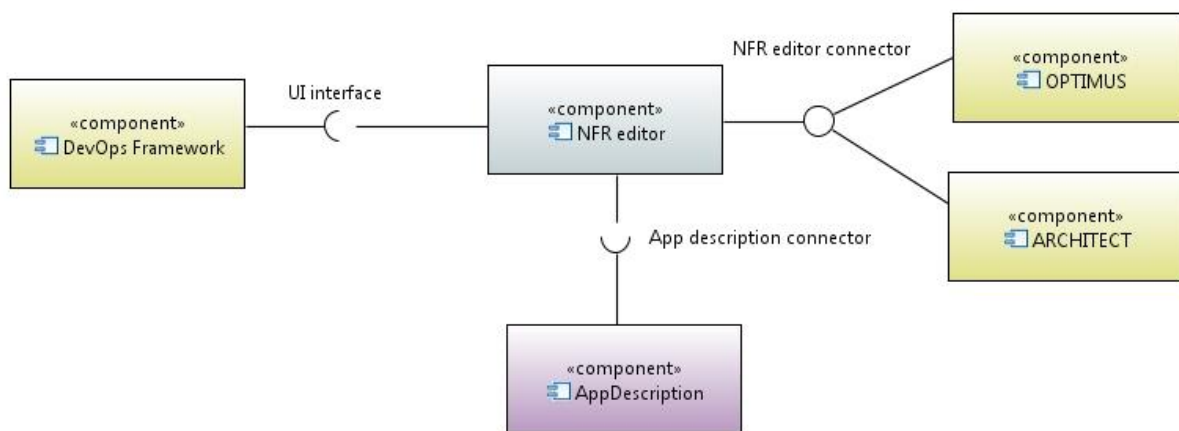 NFR editor connector
«component»
OPTIMUS
UI interface
«component»
DevOps Framework
«component»
NFR editor
«component»
ARCHITECT
App description connector
«component»
AppDescription